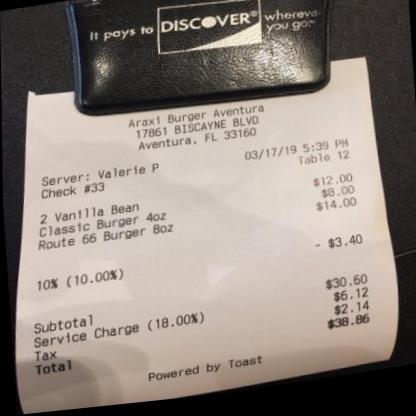 It pays to DISCOVER® wherever you go.
Araxi Burger Aventura
17861 BISCAYNE BLVD
Aventura, FL 33160
Server: Valerie P 03/17/19 5:39 PM
Check #33 Table 12
2 Vanilla Bean $12.00
Classic Burger 4oz $8.00
Route 66 Burger 8oz $14.00
10% (10.00%) - $3.40
Subtotal $30.60
Service Charge (18.00%) $6.12
Tax $2.14
Total $38.86
Powered by Toast